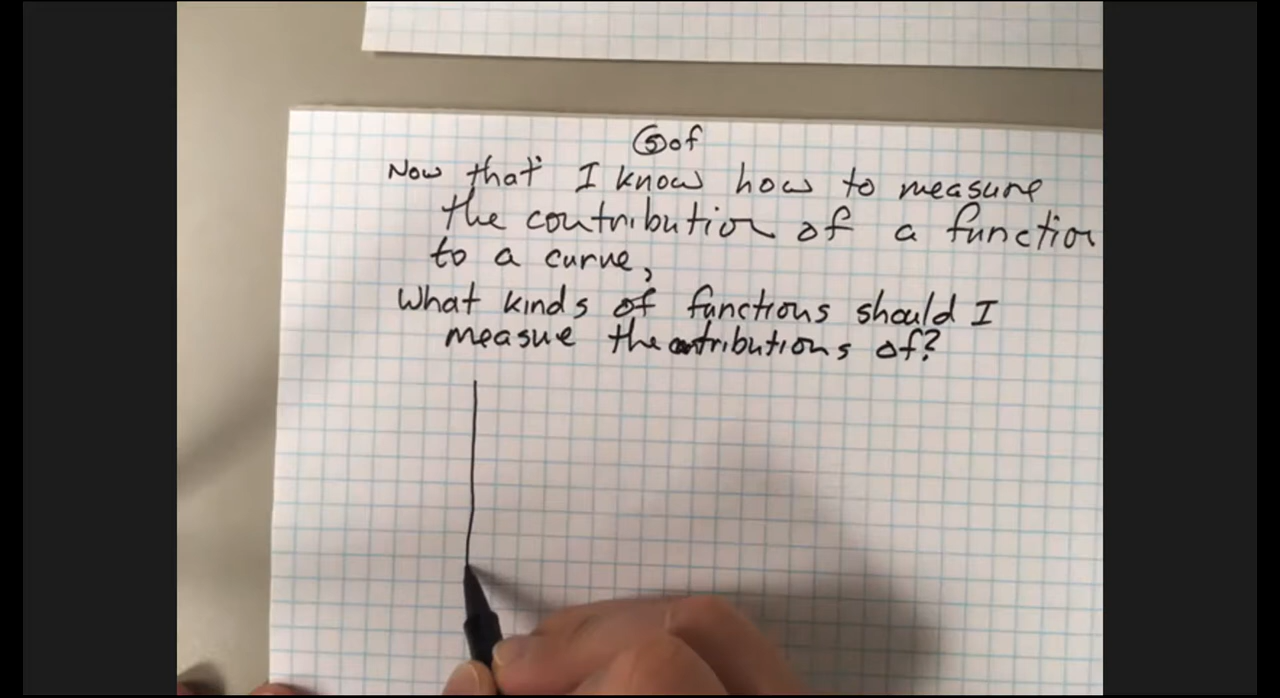 ⑤of
Now that I know how to measure
the contribution of a function
to a curve,
What kinds of functions should I
measue the contributions of?